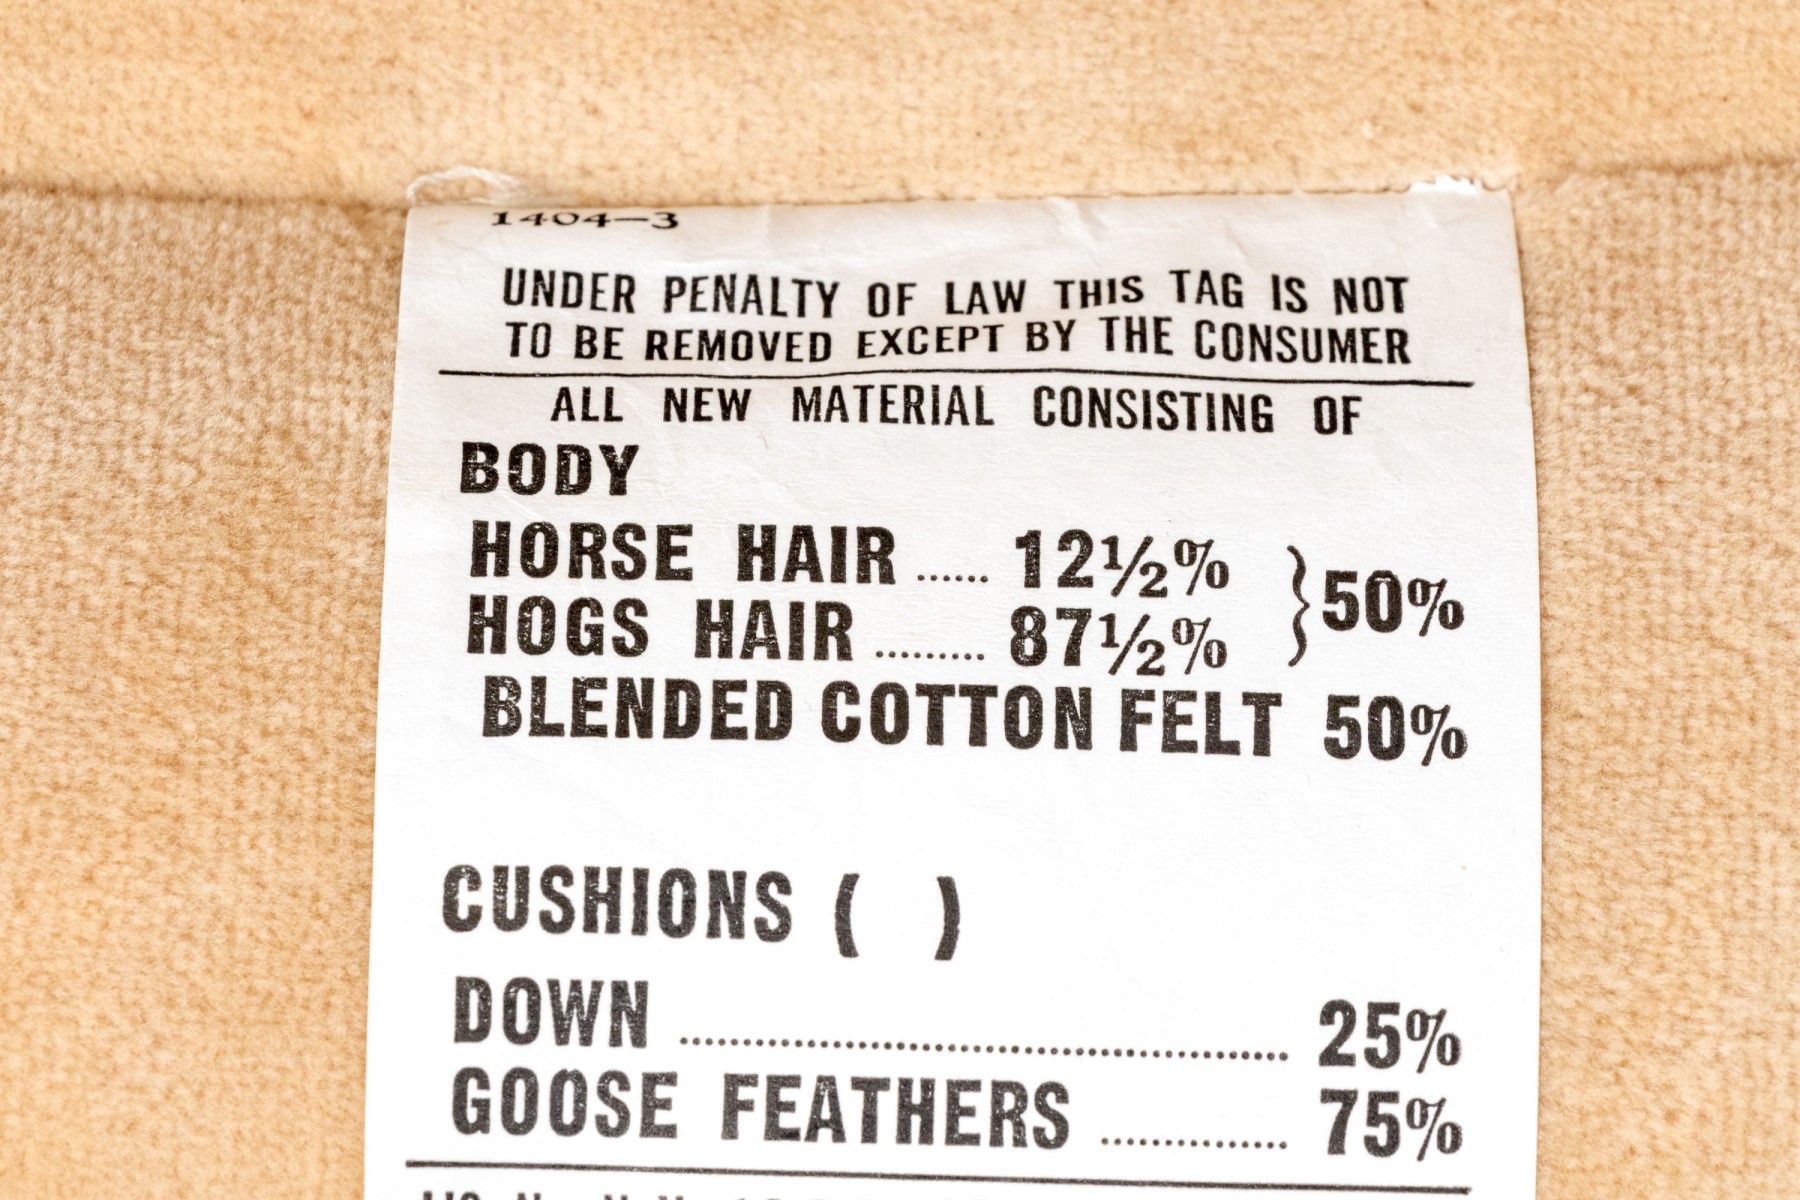 1404-3
UNDER PENALTY OF LAW THIS TAG IS NOT
TO BE REMOVED EXCEPT BY THE CONSUMER
ALL NEW MATERIAL CONSISTING OF
BODY
HORSE HAIR ...... 12½% } 50%
HOGS HAIR ......... 87½%
BLENDED COTTON FELT 50%
CUSHIONS ( )
DOWN .................................................. 25%
GOOSE FEATHERS ............... 75%